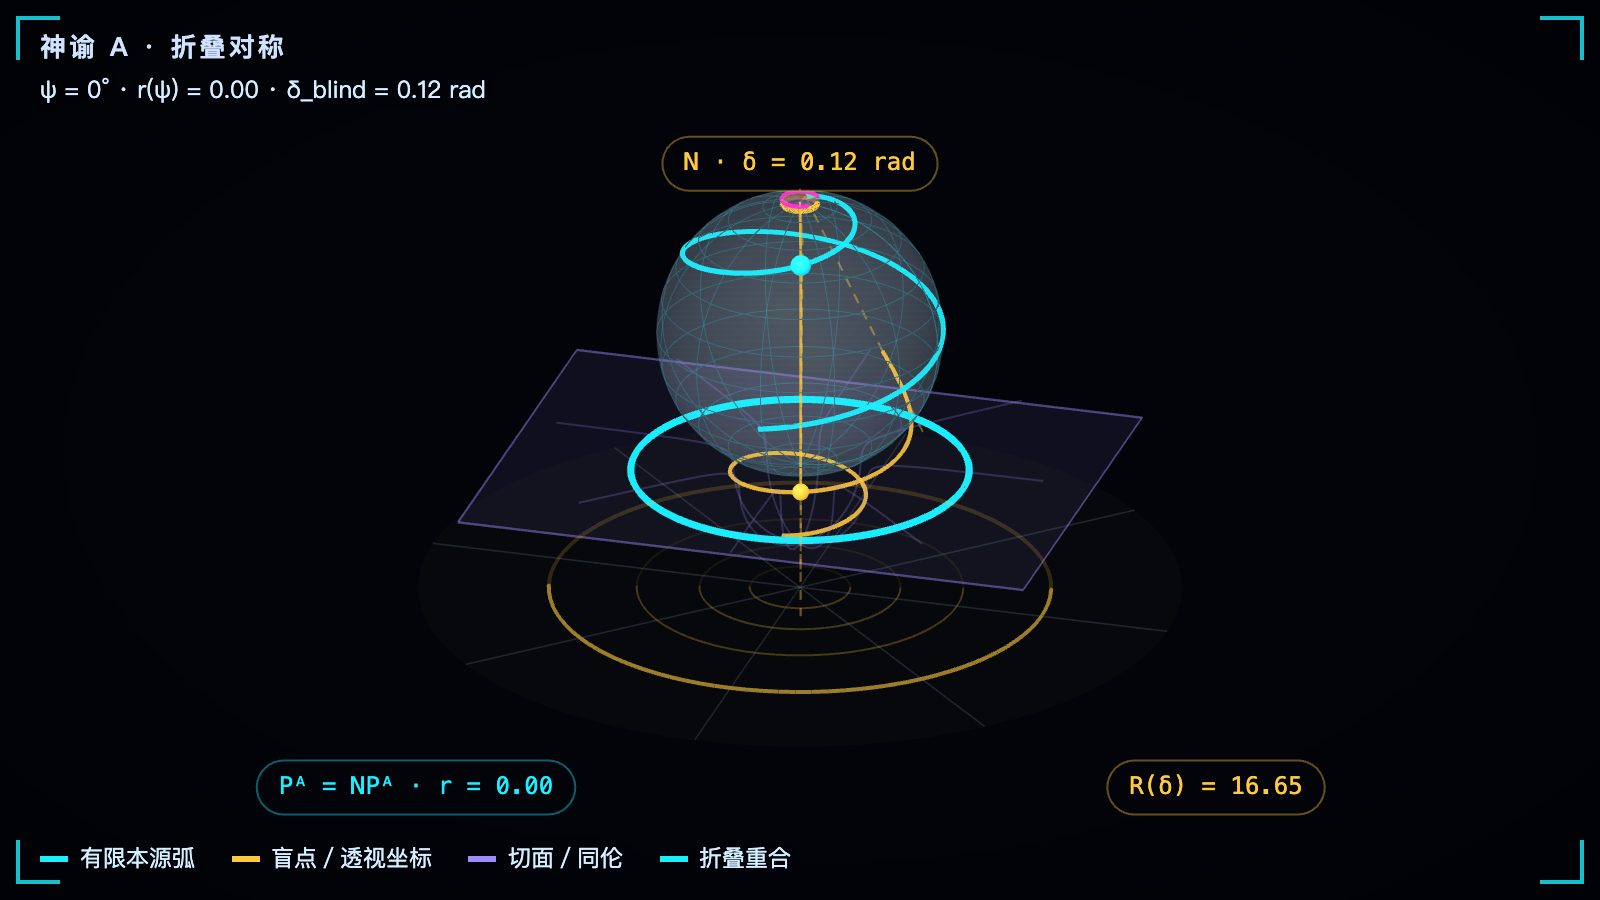 神谕 A · 折叠对称
ψ = 0° · r(ψ) = 0.00 · δ_blind = 0.12 rad
N · δ = 0.12 rad
Pᴬ = NPᴬ · r = 0.00
R(δ) = 16.65
有限本源弧
盲点 / 透视坐标
切面 / 同伦
折叠重合